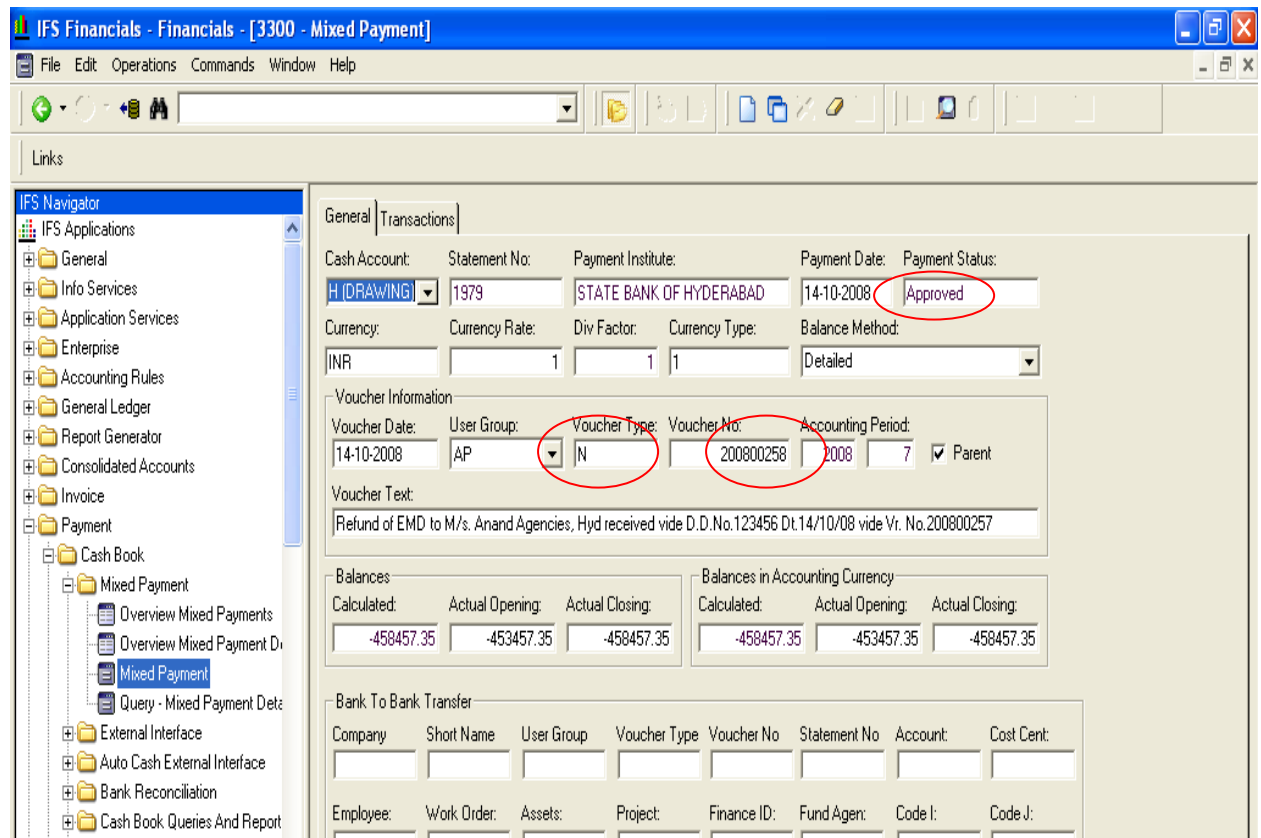 IFS Financials - Financials - [3300 - Mixed Payment]
File Edit Operations Commands Window Help
Links
IFS Navigator
IFS Applications
General
Info Services
Application Services
Enterprise
Accounting Rules
General Ledger
Report Generator
Consolidated Accounts
Invoice
Payment
Cash Book
Mixed Payment
Overview Mixed Payments
Overview Mixed Payment D
Mixed Payment
Query - Mixed Payment Deta
External Interface
Auto Cash External Interface
Bank Reconciliation
Cash Book Queries And Report
General Transactions
Cash Account: Statement No: Payment Institute: Payment Date: Payment Status:
H (DRAWING) 1979 STATE BANK OF HYDERABAD 14-10-2008 Approved
Currency: Currency Rate: Div Factor: Currency Type: Balance Method:
INR 1 1 1 Detailed
Voucher Information
Voucher Date: User Group: Voucher Type: Voucher No: Accounting Period:
14-10-2008 AP N 200800258 2008 7 Parent
Voucher Text:
Refund of EMD to M/s. Anand Agencies, Hyd received vide D.D.No.123456 Dt.14/10/08 vide Vr. No.200800257
Balances Balances in Accounting Currency
Calculated: Actual Opening: Actual Closing: Calculated: Actual Opening: Actual Closing:
-458457.35 -453457.35 -458457.35 -458457.35 -453457.35 -458457.35
Bank To Bank Transfer
Company Short Name User Group Voucher Type Voucher No Statement No Account: Cost Cent:
Employee: Work Order: Assets: Project: Finance ID: Fund Agen: Code I: Code J: